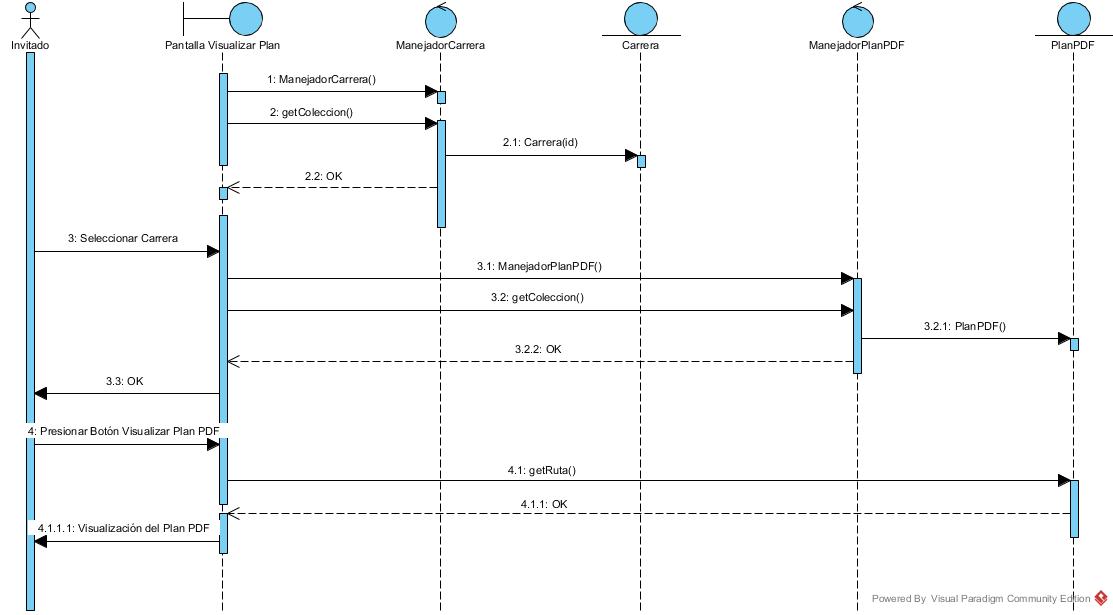 Invitado
Pantalla Visualizar Plan
ManejadorCarrera
Carrera
ManejadorPlanPDF
PlanPDF
1: ManejadorCarrera()
2: getColeccion()
2.1: Carrera(id)
2.2: OK
3: Seleccionar Carrera
3.1: ManejadorPlanPDF()
3.2: getColeccion()
3.2.1: PlanPDF()
3.2.2: OK
3.3: OK
4: Presionar Botón Visualizar Plan PDF
4.1: getRuta()
4.1.1: OK
4.1.1.1: Visualización del Plan PDF
Powered By Visual Paradigm Community Edition